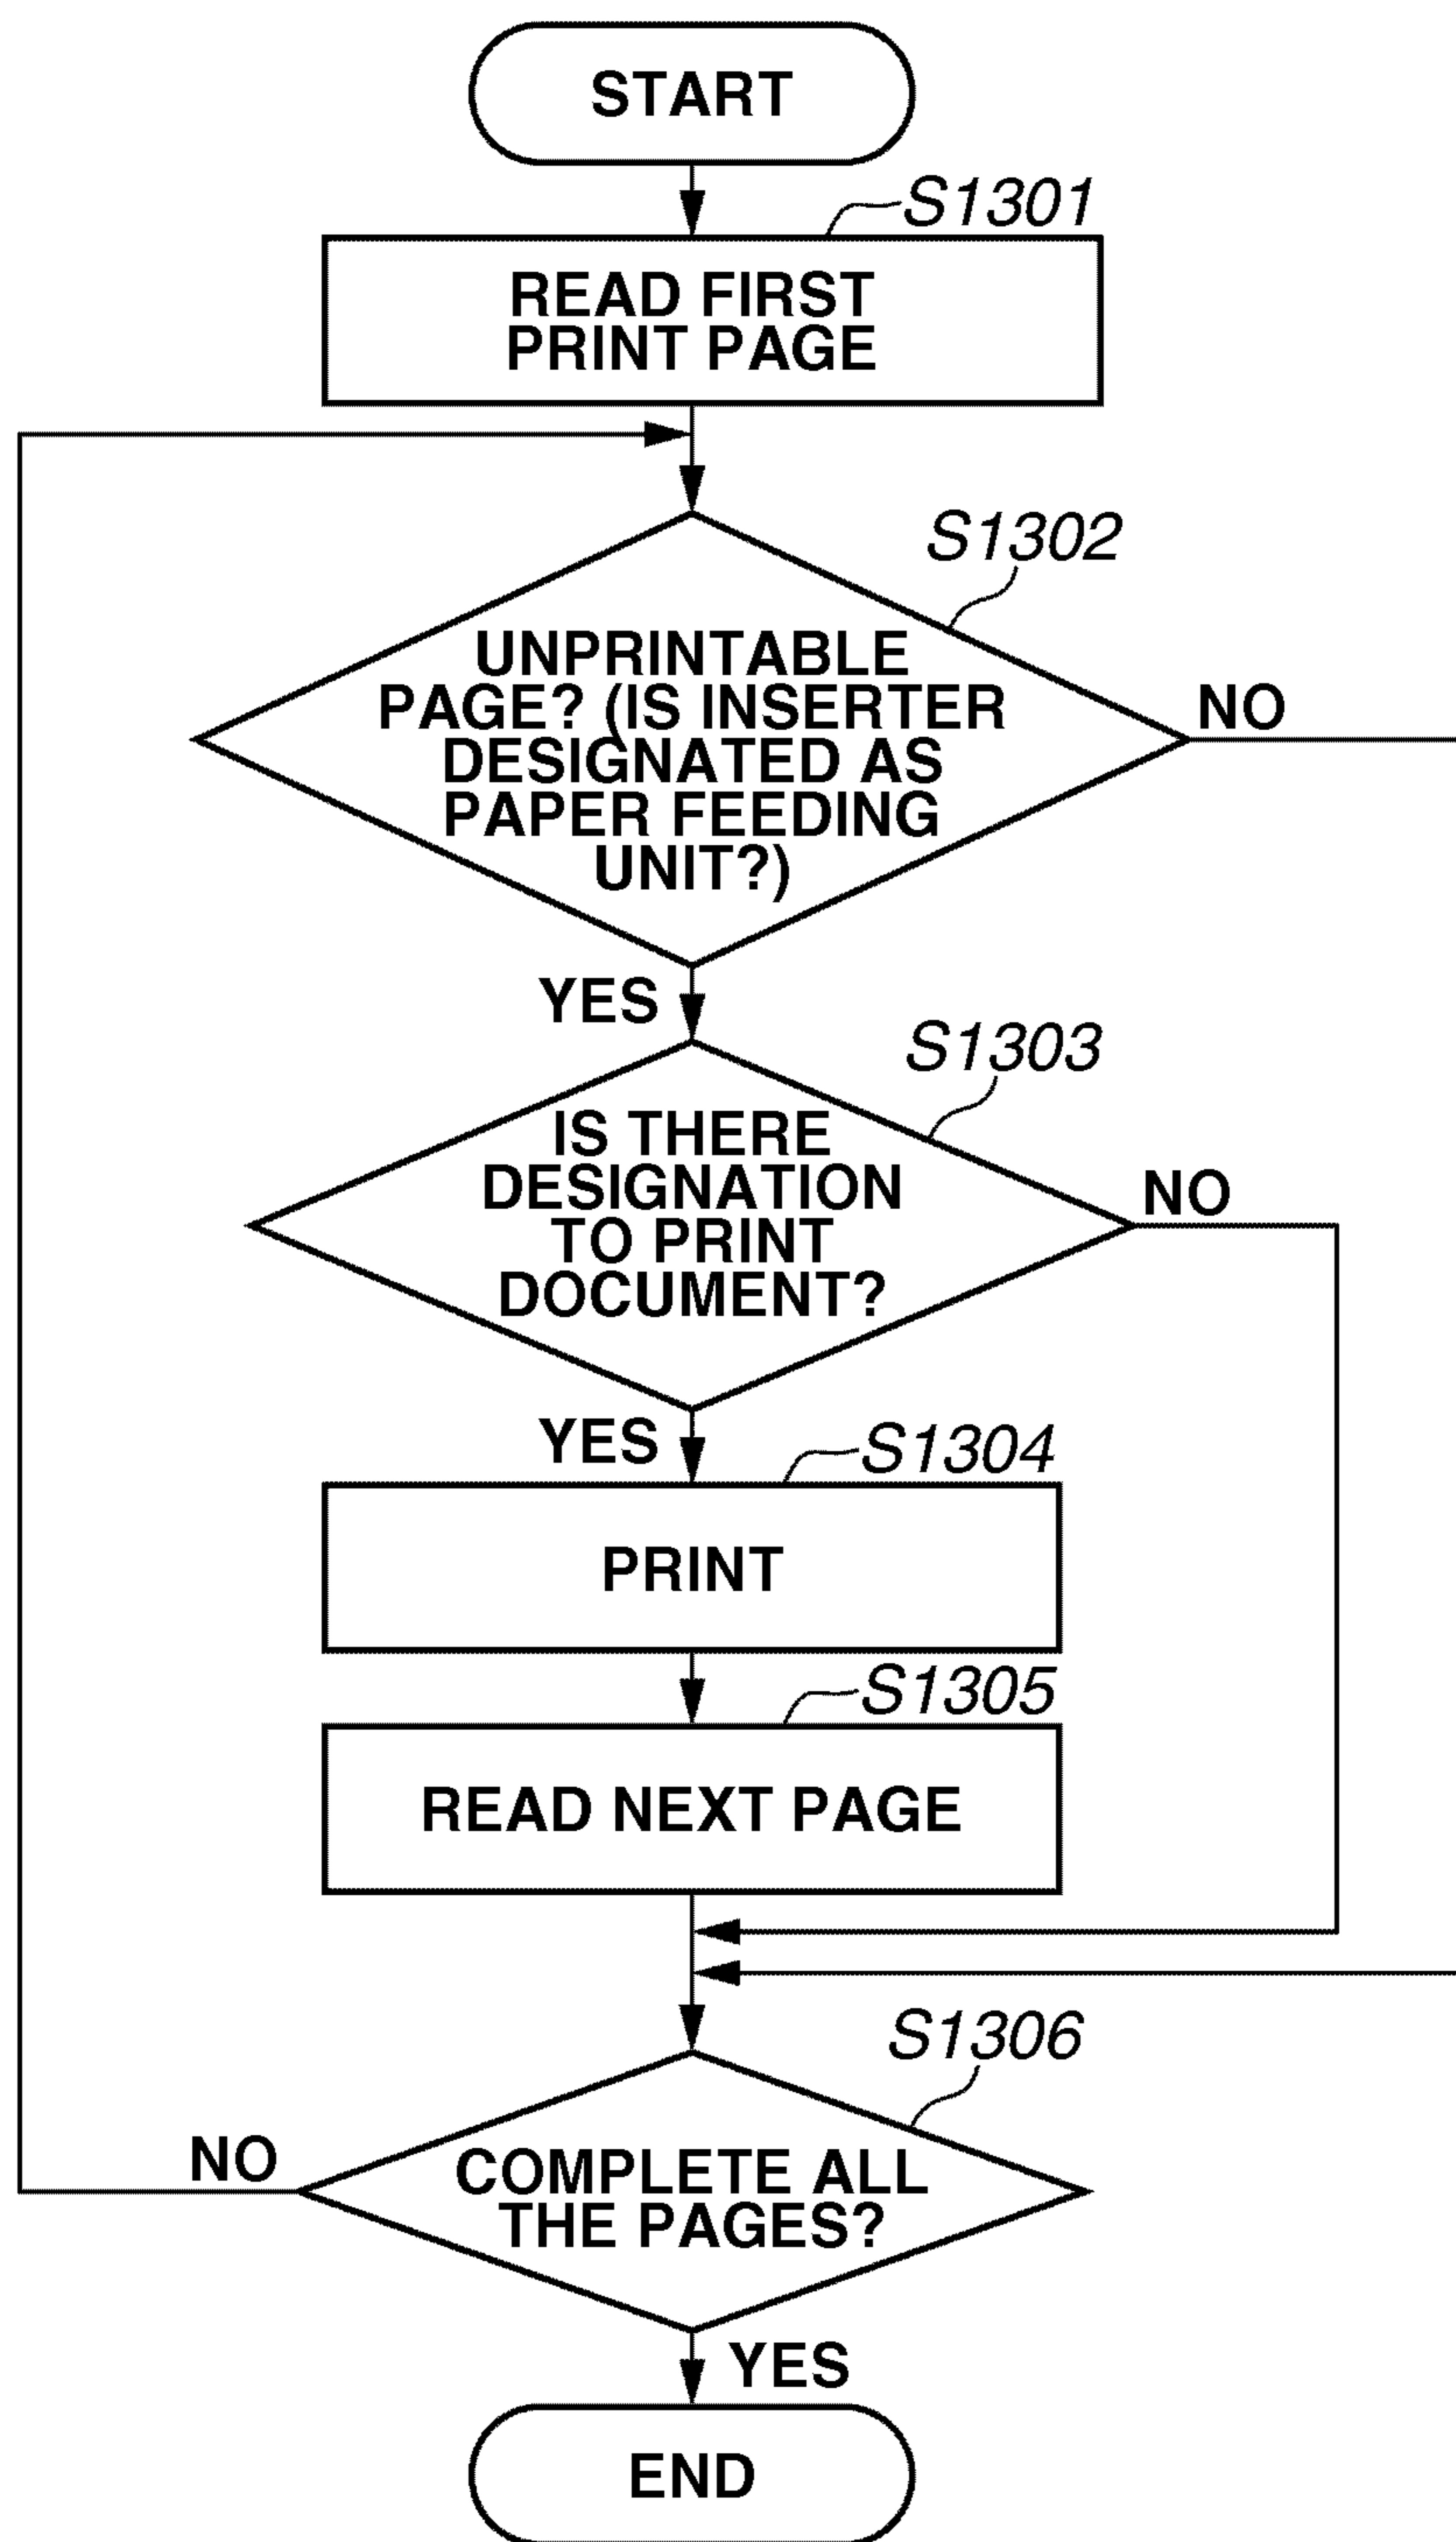 START
S1301
READ FIRST
PRINT PAGE
S1302
UNPRINTABLE
PAGE? (IS INSERTER
DESIGNATED AS
PAPER FEEDING
UNIT?)
NO
YES
S1303
IS THERE
DESIGNATION
TO PRINT
DOCUMENT?
NO
YES
S1304
PRINT
S1305
READ NEXT PAGE
S1306
COMPLETE ALL
THE PAGES?
NO
YES
END